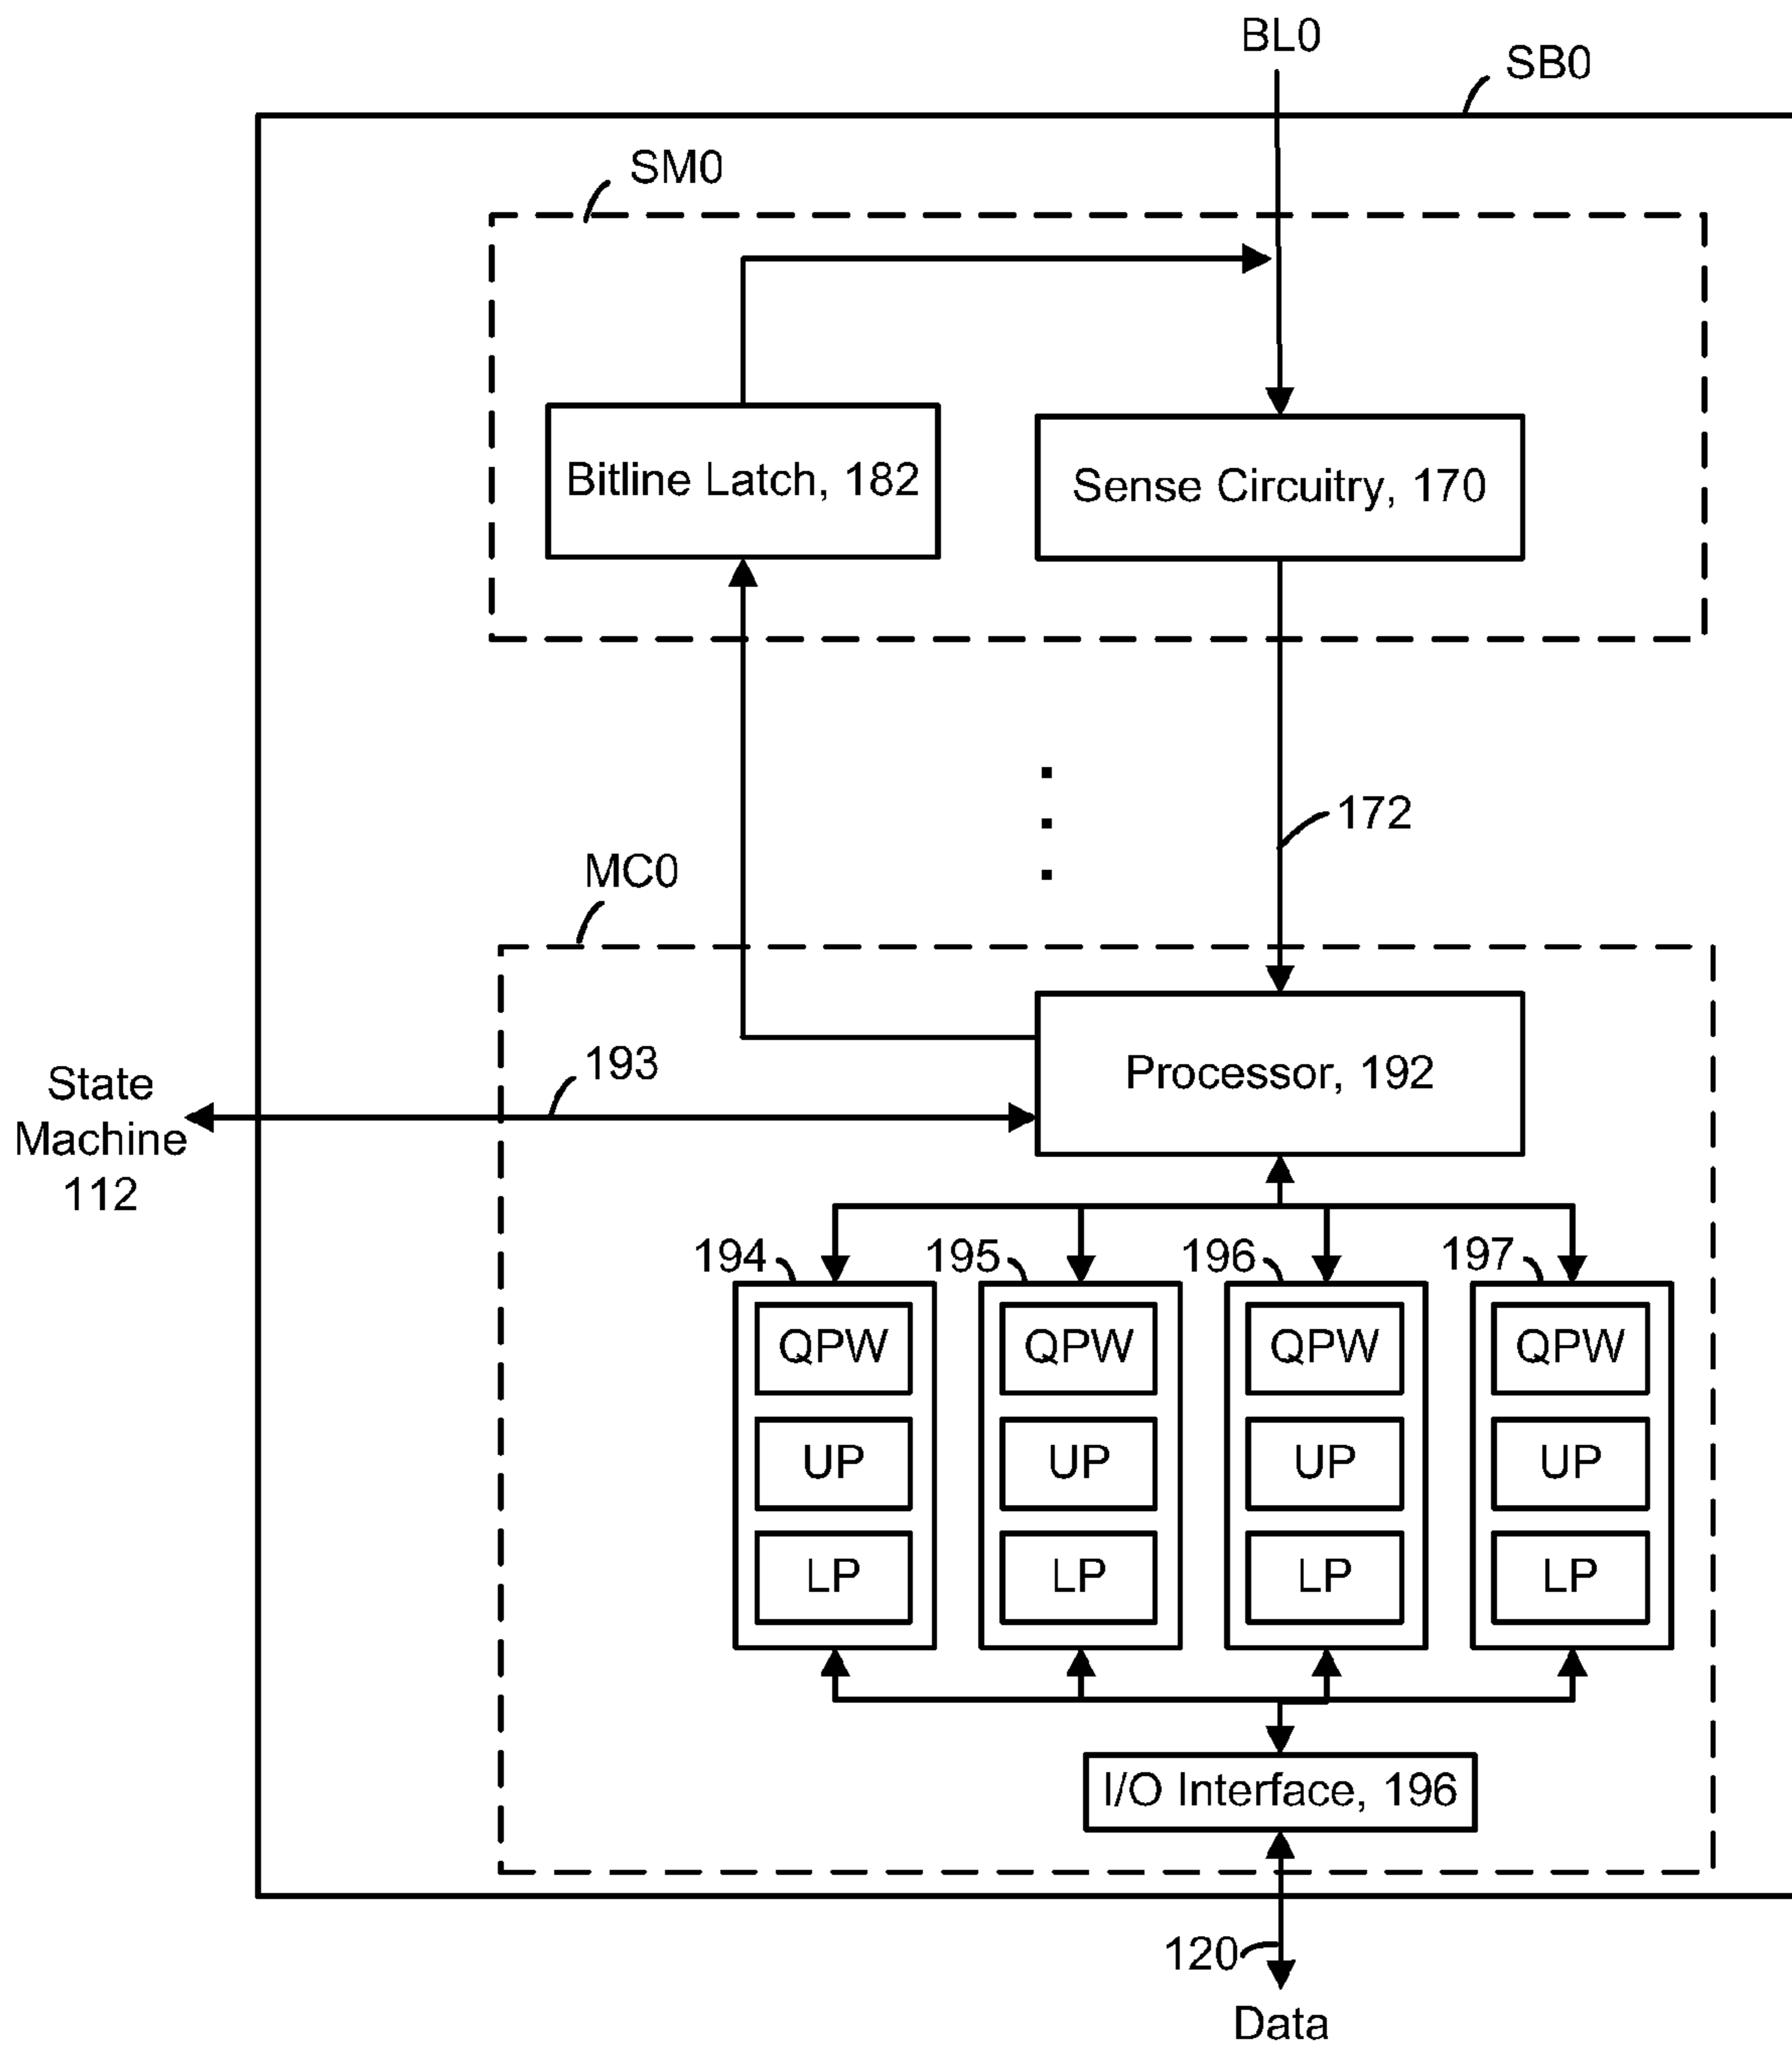 BL0
SB0
SM0
Bitline Latch, 182
Sense Circuitry, 170
172
MC0
Processor, 192
193
State
Machine
112
194
195
196
197
QPW
QPW
QPW
QPW
UP
UP
UP
UP
LP
LP
LP
LP
I/O Interface, 196
120
Data